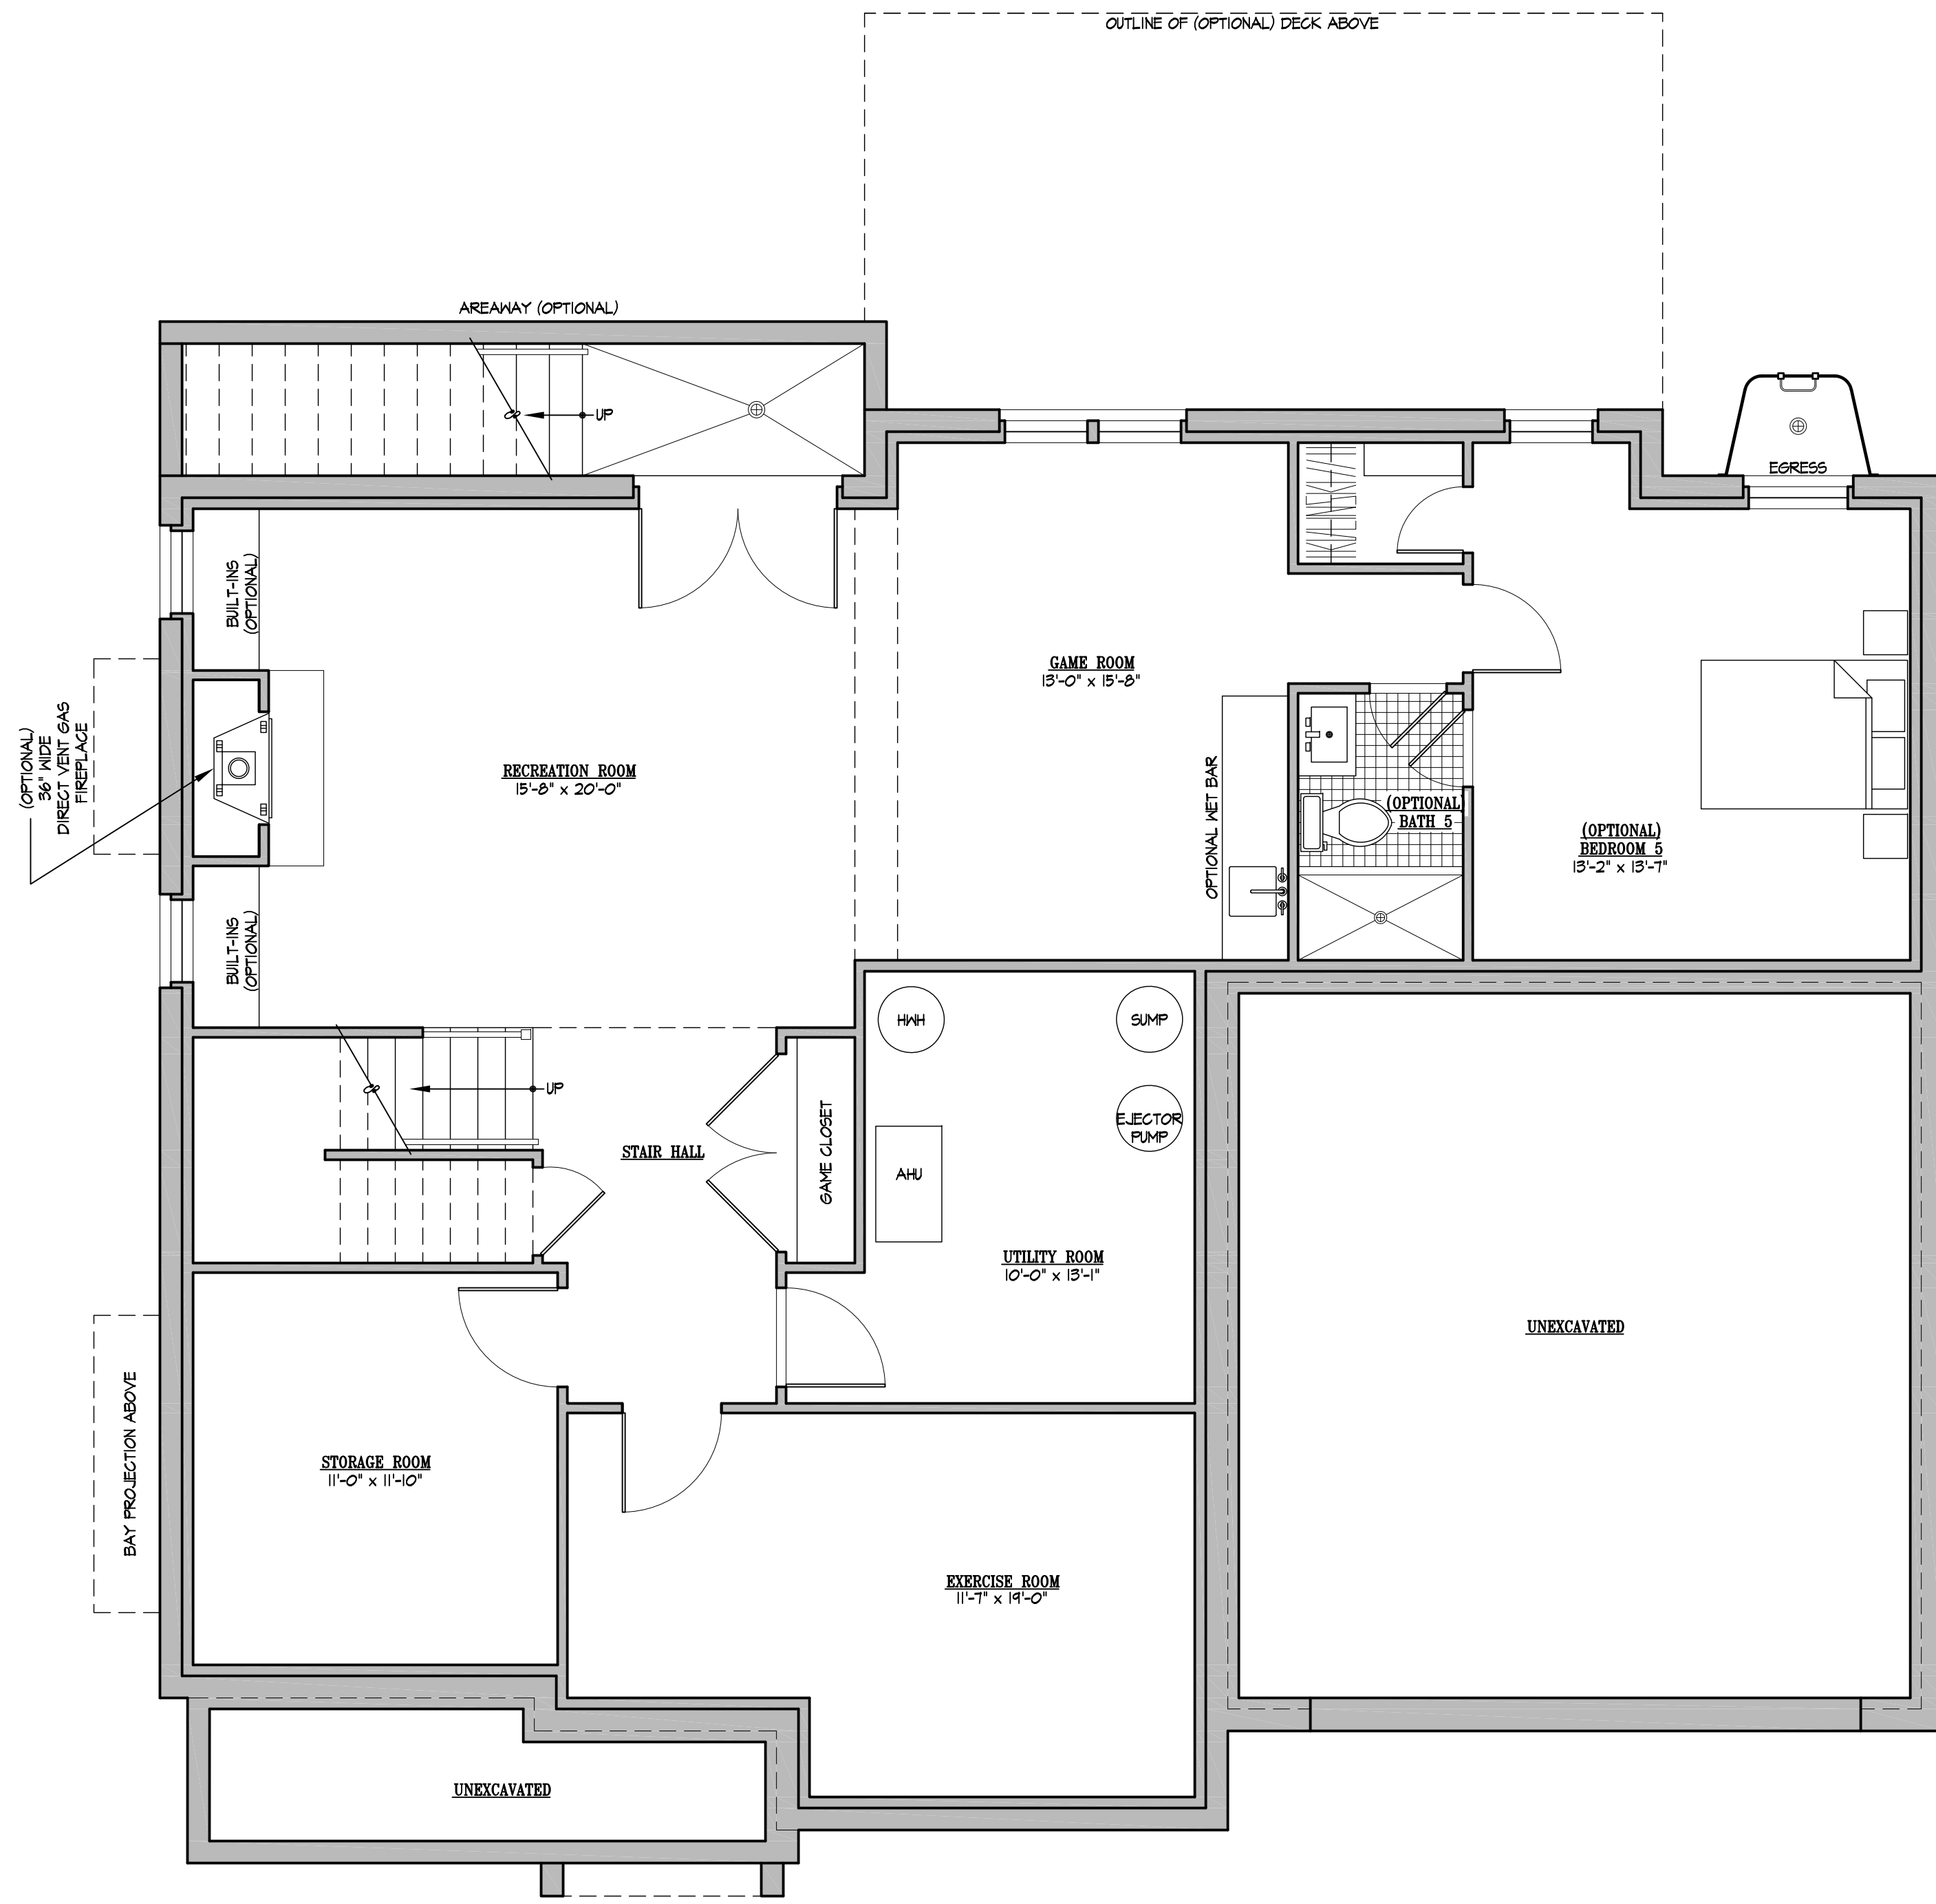 OUTLINE OF (OPTIONAL) DECK ABOVE
AREAWAY (OPTIONAL)
UP
EGRESS
BUILT-INS
(OPTIONAL)
GAME ROOM
13'-0" x 15'-8"
(OPTIONAL)
36" WIDE
DIRECT VENT GAS
FIREPLACE
RECREATION ROOM
15'-8" x 20'-0"
OPTIONAL WET BAR
(OPTIONAL)
BATH 5
(OPTIONAL)
BEDROOM 5
13'-2" x 13'-7"
BUILT-INS
(OPTIONAL)
HWH
SUMP
UP
EJECTOR
PUMP
STAIR HALL
GAME CLOSET
AHU
UTILITY ROOM
10'-0" x 13'-1"
UNEXCAVATED
BAY PROJECTION ABOVE
STORAGE ROOM
11'-0" x 11'-10"
EXERCISE ROOM
11'-7" x 19'-0"
UNEXCAVATED